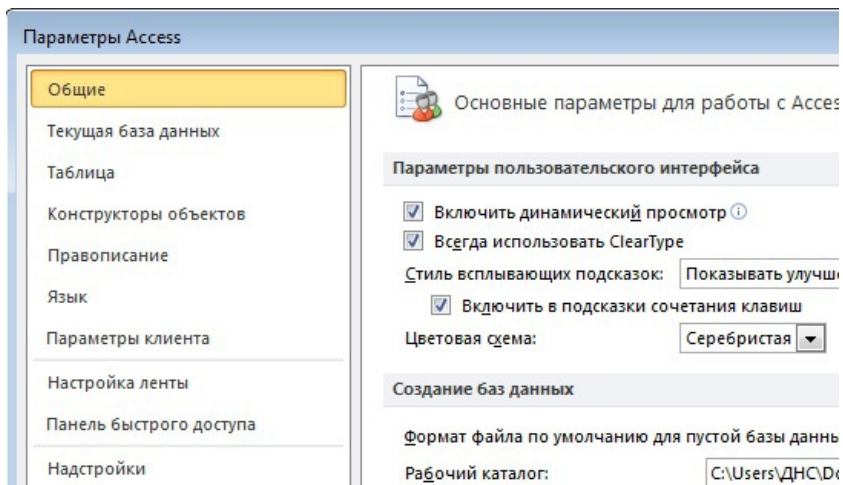 Параметры Access
Общие
Текущая база данных
Таблица
Конструкторы объектов
Правописание
Язык
Параметры клиента
Настройка ленты
Панель быстрого доступа
Надстройки
Основные параметры для работы с Acces
Параметры пользовательского интерфейса
Включить динамический просмотр
Всегда использовать ClearType
Стиль всплывающих подсказок: Показывать улучш
Включить в подсказки сочетания клавиш
Цветовая схема: Серебристая
Создание баз данных
Формат файла по умолчанию для пустой базы данны
Рабочий каталог: C:\Users\ДНС\Do